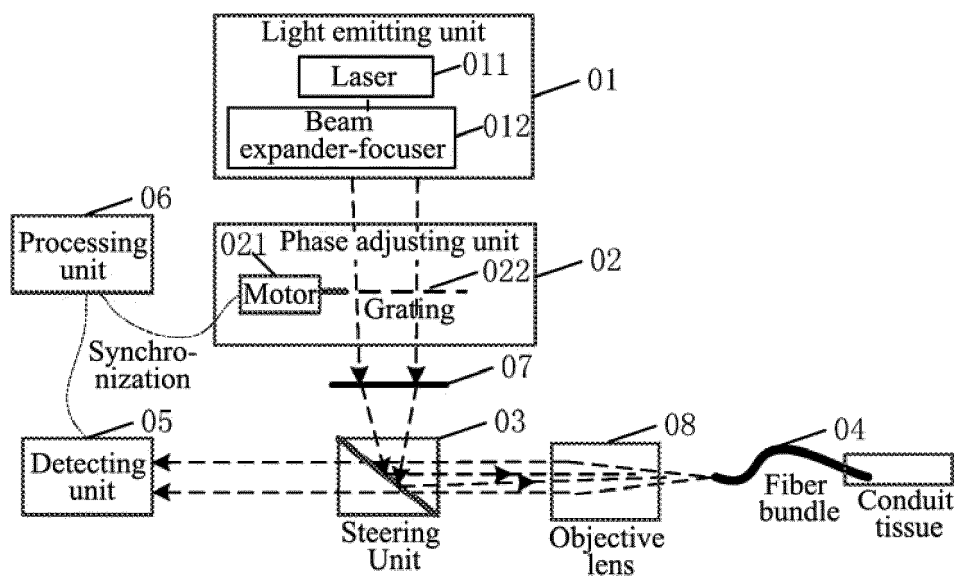 Light emitting unit
011
Laser
01
Beam
expander-focuser
012
06
Processing
unit
Phase adjusting unit
021
022
02
Motor
Grating
Synchro-
nization
07
05
Detecting
unit
03
Steering
Unit
08
Objective
lens
04
Fiber
bundle
Conduit
tissue